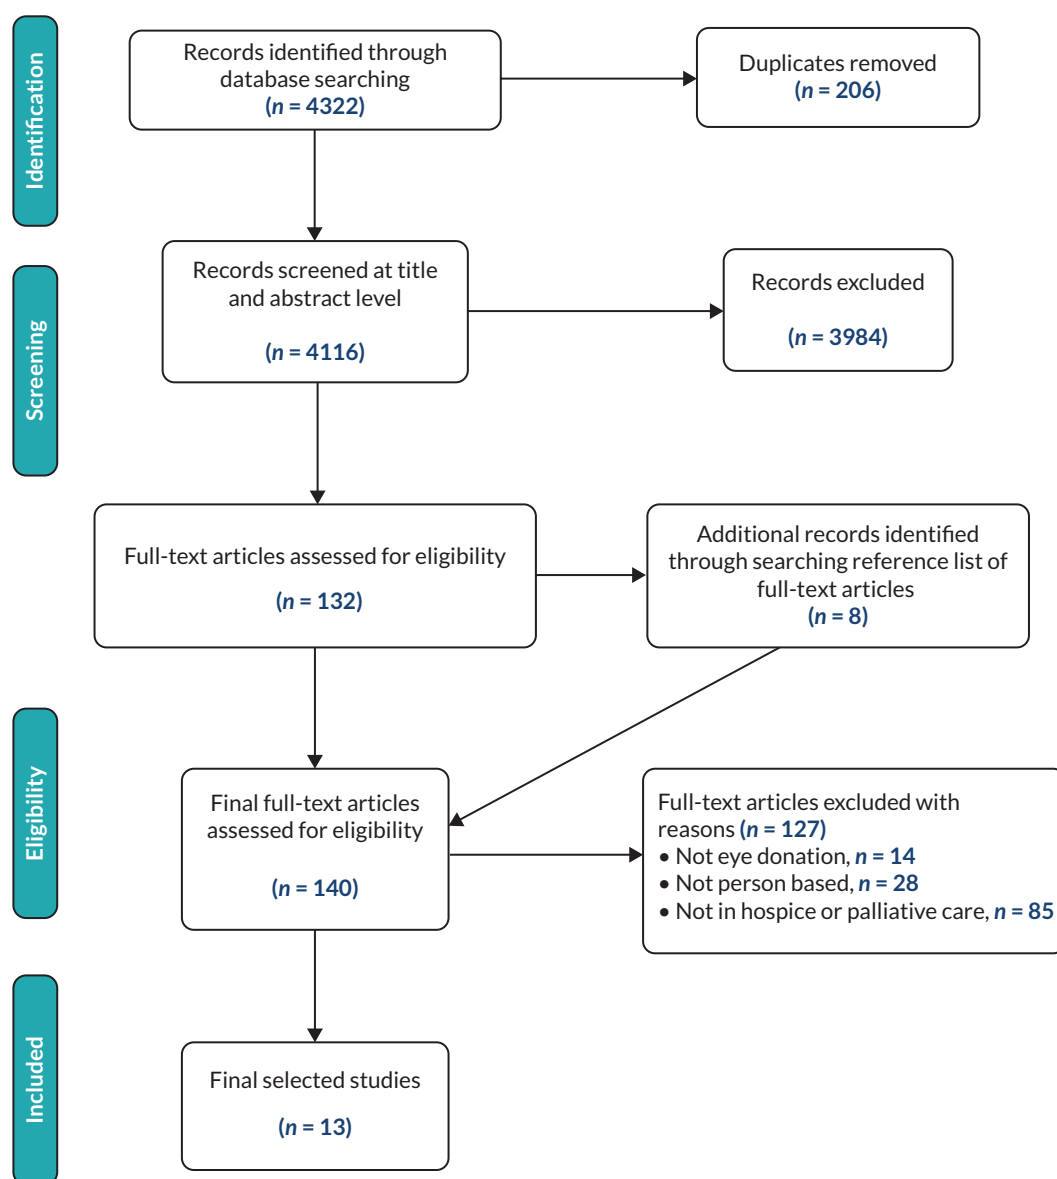 Identification
Records identified through
database searching
(n = 4322)
Duplicates removed
(n = 206)
Screening
Records screened at title
and abstract level
(n = 4116)
Records excluded
(n = 3984)
Full-text articles assessed for eligibility
(n = 132)
Additional records identified
through searching reference list of
full-text articles
(n = 8)
Eligibility
Final full-text articles
assessed for eligibility
(n = 140)
Full-text articles excluded with
reasons (n = 127)
• Not eye donation, n = 14
• Not person based, n = 28
• Not in hospice or palliative care, n = 85
Included
Final selected studies
(n = 13)